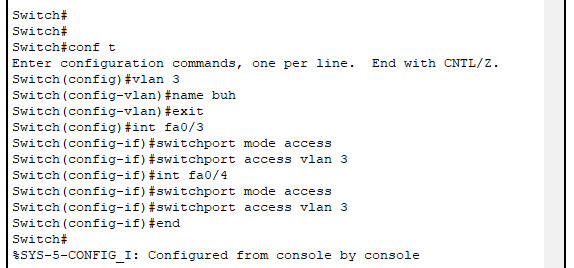 Switch#
Switch#
Switch#conf t
Enter configuration commands, one per line.  End with CNTL/Z.
Switch(config)#vlan 3
Switch(config-vlan)#name buh
Switch(config-vlan)#exit
Switch(config)#int fa0/3
Switch(config-if)#switchport mode access
Switch(config-if)#switchport access vlan 3
Switch(config-if)#int fa0/4
Switch(config-if)#switchport mode access
Switch(config-if)#switchport access vlan 3
Switch(config-if)#end
Switch#
%SYS-5-CONFIG_I: Configured from console by console